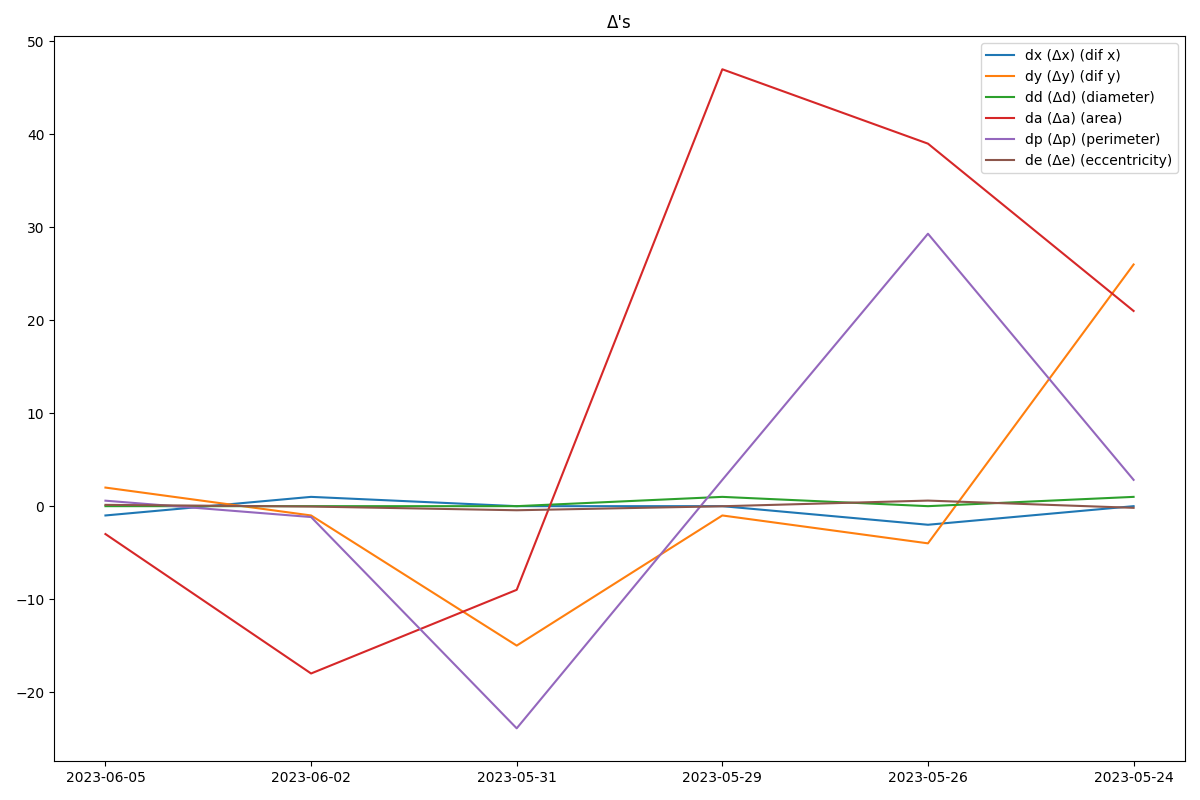 Δ's
50
40
30
20
10
0
−10
−20
dx (Δx) (dif x)
dy (Δy) (dif y)
dd (Δd) (diameter)
da (Δa) (area)
dp (Δp) (perimeter)
de (Δe) (eccentricity)
2023-06-05 2023-06-02 2023-05-31 2023-05-29 2023-05-26 2023-05-24